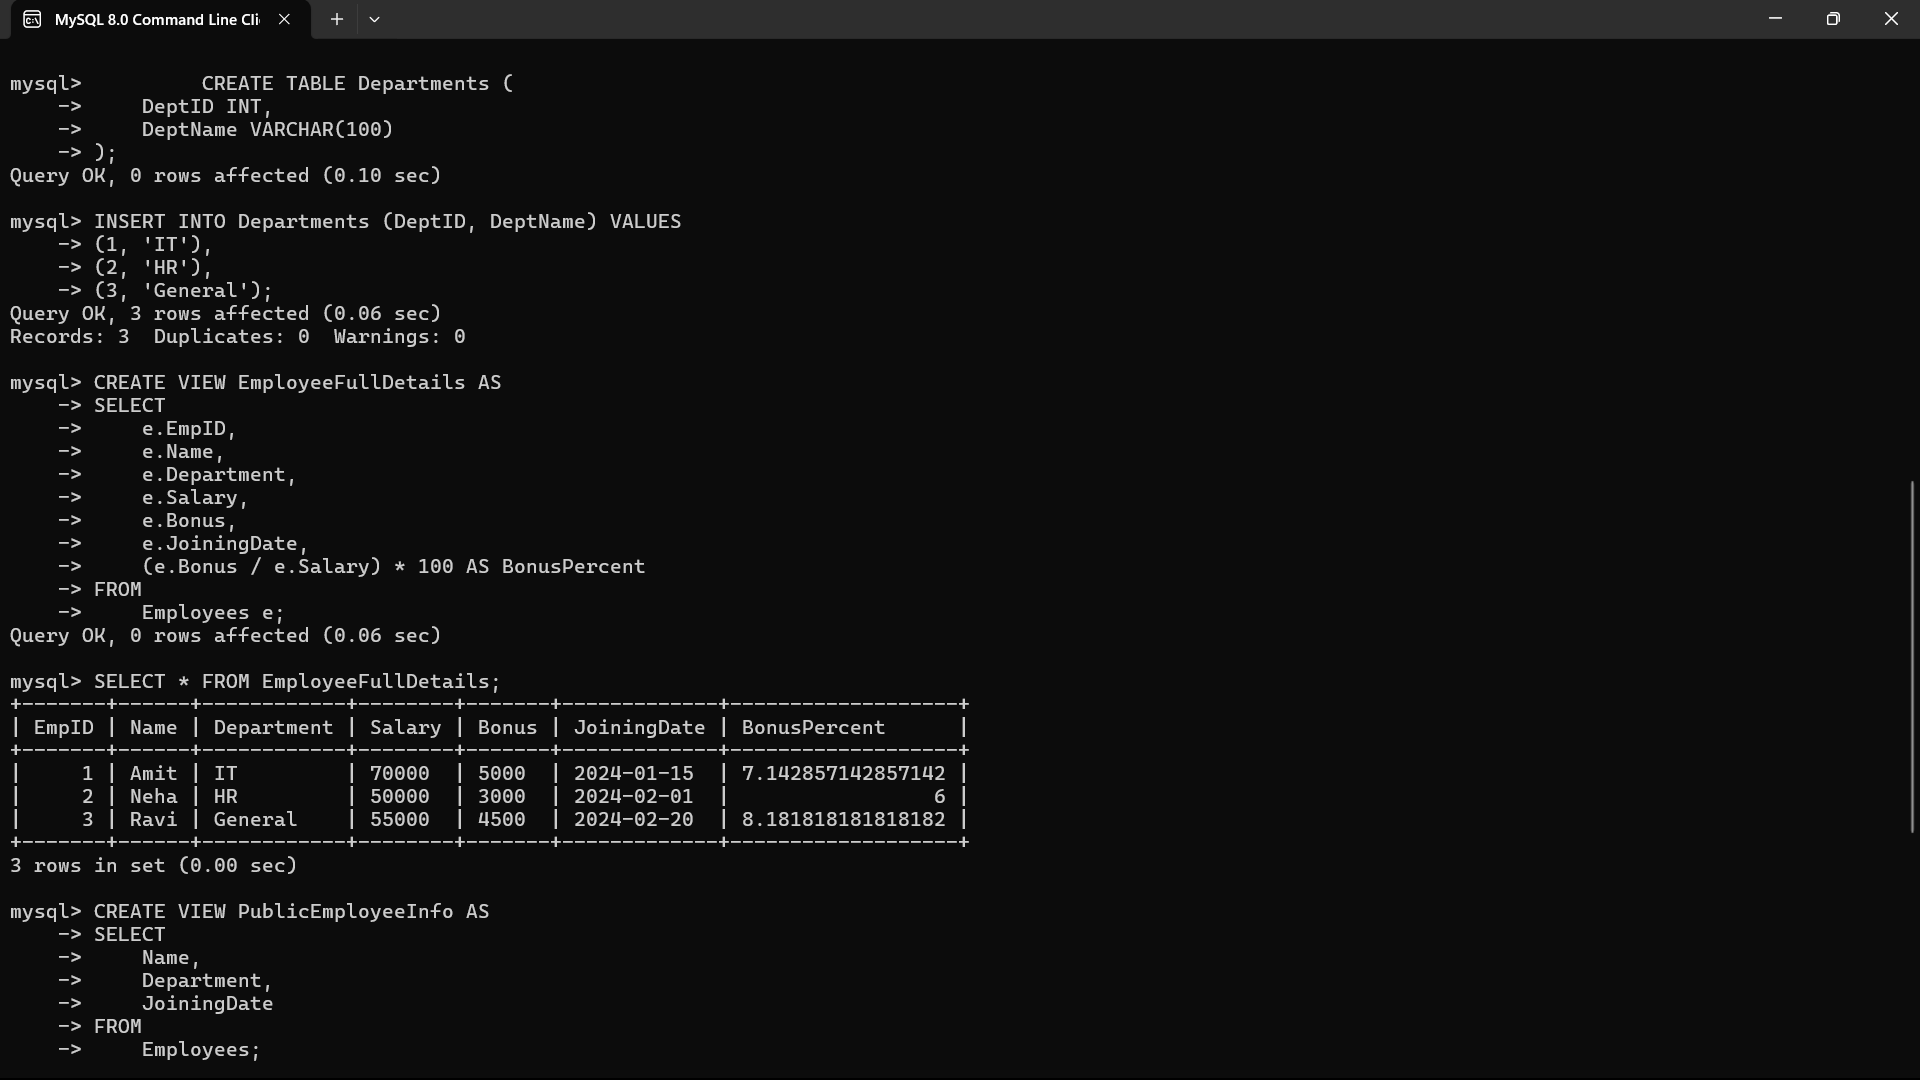 MySQL 8.0 Command Line Cli
mysql>          CREATE TABLE Departments (
    ->     DeptID INT,
    ->     DeptName VARCHAR(100)
    -> );
Query OK, 0 rows affected (0.10 sec)

mysql> INSERT INTO Departments (DeptID, DeptName) VALUES
    -> (1, 'IT'),
    -> (2, 'HR'),
    -> (3, 'General');
Query OK, 3 rows affected (0.06 sec)
Records: 3  Duplicates: 0  Warnings: 0

mysql> CREATE VIEW EmployeeFullDetails AS
    -> SELECT
    ->     e.EmpID,
    ->     e.Name,
    ->     e.Department,
    ->     e.Salary,
    ->     e.Bonus,
    ->     e.JoiningDate,
    ->     (e.Bonus / e.Salary) * 100 AS BonusPercent
    -> FROM
    ->     Employees e;
Query OK, 0 rows affected (0.06 sec)

mysql> SELECT * FROM EmployeeFullDetails;
+-------+------+------------+--------+-------+-------------+-------------------+
| EmpID | Name | Department | Salary | Bonus | JoiningDate | BonusPercent      |
+-------+------+------------+--------+-------+-------------+-------------------+
|     1 | Amit | IT         | 70000  | 5000  | 2024-01-15  | 7.142857142857142 |
|     2 | Neha | HR         | 50000  | 3000  | 2024-02-01  |                 6 |
|     3 | Ravi | General    | 55000  | 4500  | 2024-02-20  | 8.181818181818182 |
+-------+------+------------+--------+-------+-------------+-------------------+
3 rows in set (0.00 sec)

mysql> CREATE VIEW PublicEmployeeInfo AS
    -> SELECT
    ->     Name,
    ->     Department,
    ->     JoiningDate
    -> FROM
    ->     Employees;